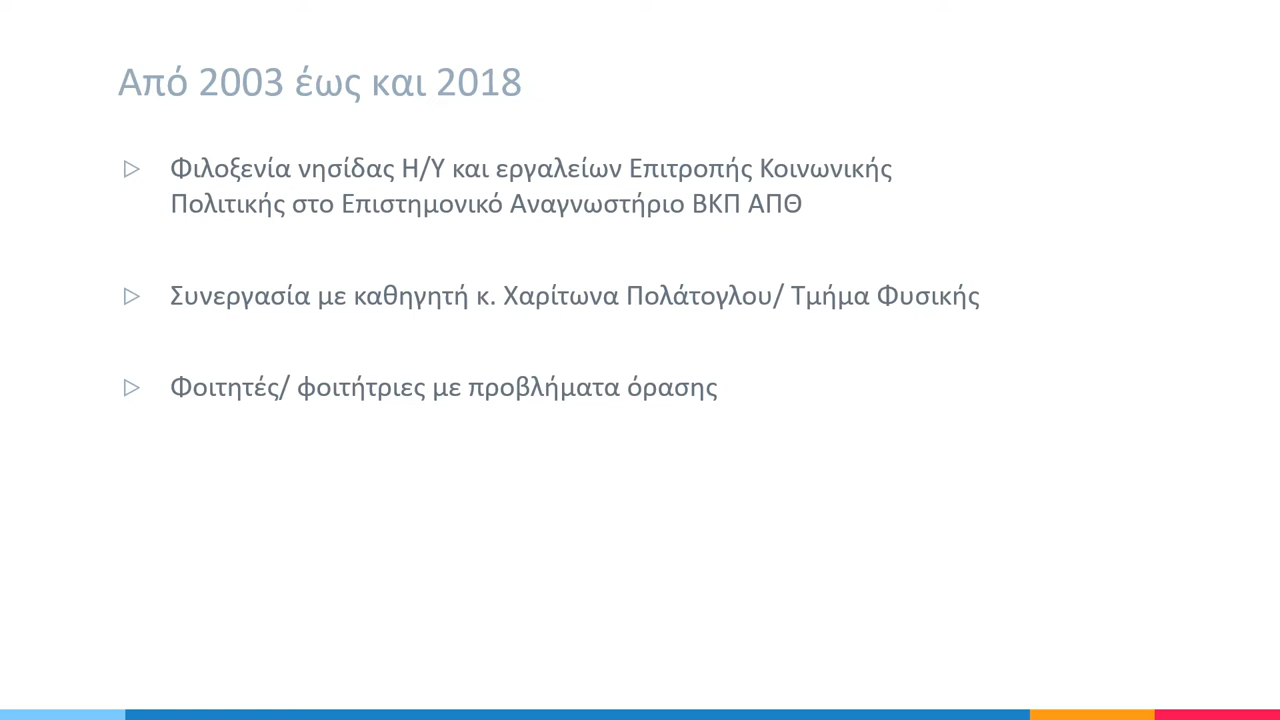 Από 2003 έως και 2018
Φιλοξενία νησίδας Η/Υ και εργαλείων Επιτροπής Κοινωνικής
Πολιτικής στο Επιστημονικό Αναγνωστήριο ΒΚΠ ΑΠΘ
Συνεργασία με καθηγητή κ. Χαρίτωνα Πολάτογλου/ Τμήμα Φυσικής
Φοιτητές/ φοιτήτριες με προβλήματα όρασης